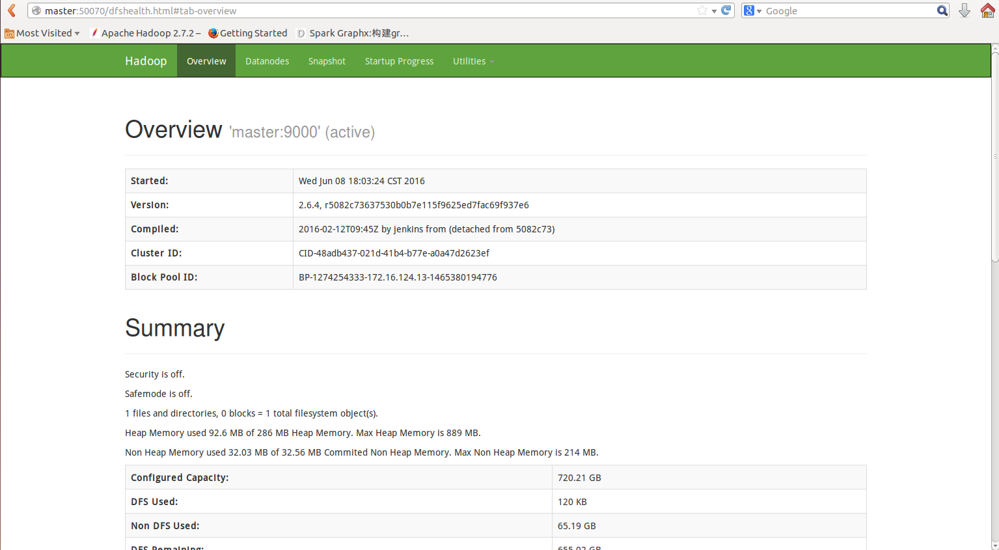 master:50070/dfshealth.html#tab-overview
Google
Most Visited
Apache Hadoop 2.7.2 –
Getting Started
Spark Graphx:构建gr...
Hadoop
Overview
Datanodes
Snapshot
Startup Progress
Utilities
Overview 'master:9000' (active)
Started: Wed Jun 08 18:03:24 CST 2016
Version: 2.6.4, r5082c73637530b0b7e115f9625ed7fac69f937e6
Compiled: 2016-02-12T09:45Z by jenkins from (detached from 5082c73)
Cluster ID: CID-48adb437-021d-41b4-b77e-a0a47d2623ef
Block Pool ID: BP-1274254333-172.16.124.13-1465380194776
Summary
Security is off.
Safemode is off.
1 files and directories, 0 blocks = 1 total filesystem object(s).
Heap Memory used 92.6 MB of 286 MB Heap Memory. Max Heap Memory is 889 MB.
Non Heap Memory used 32.03 MB of 32.56 MB Commited Non Heap Memory. Max Non Heap Memory is 214 MB.
Configured Capacity: 720.21 GB
DFS Used: 120 KB
Non DFS Used: 65.19 GB
DFS Remaining: 655.02 GB